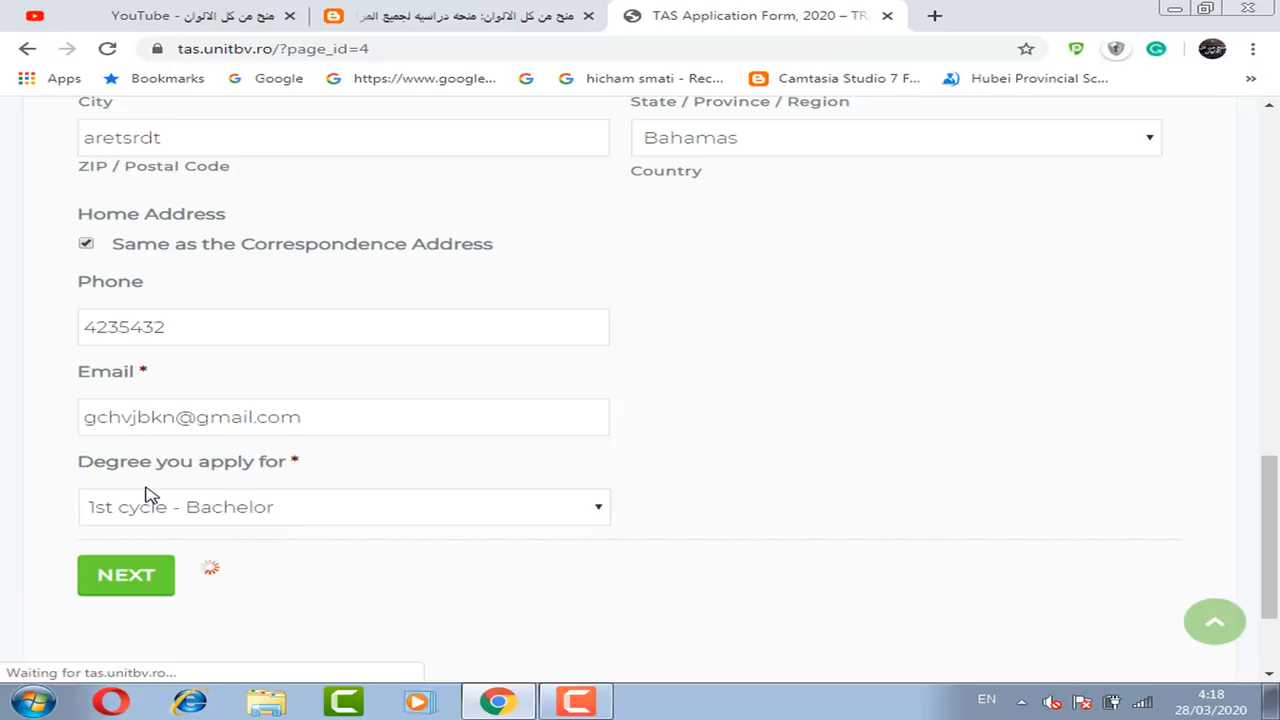 YouTube - منح من كل الالوان
منح من كل الالوان: منحه دراسيه لجميع المرا
TAS Application Form, 2020 – TR
tas.unitbv.ro/?page_id=4
Apps
Bookmarks
Google
https://www.google...
hicham smati - Rec...
Camtasia Studio 7 F...
Hubei Provincial Sc...
»
City
State / Province / Region
aretsrdt
Bahamas
ZIP / Postal Code
Country
Home Address
Same as the Correspondence Address
Phone
4235432
Email *
gchvjbkn@gmail.com
Degree you apply for *
1st cycle - Bachelor
NEXT
Waiting for tas.unitbv.ro...
EN
4:18
28/03/2020